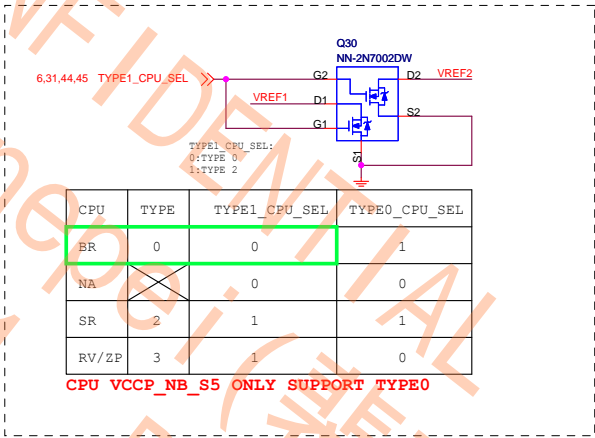 Q30
NN-2N7002DW
6,31,44,45 TYPE1_CPU_SEL
G2
D2
VREF2
VREF1
D1
S2
G1
S1
TYPE1_CPU_SEL:
0:TYPE 0
1:TYPE 2
CPU TYPE TYPE1_CPU_SEL TYPE0_CPU_SEL
BR 0 0 1
NA 0 0
SR 2 1 1
RV/ZP 3 1 0
CPU VCCP_NB_S5 ONLY SUPPORT TYPE0